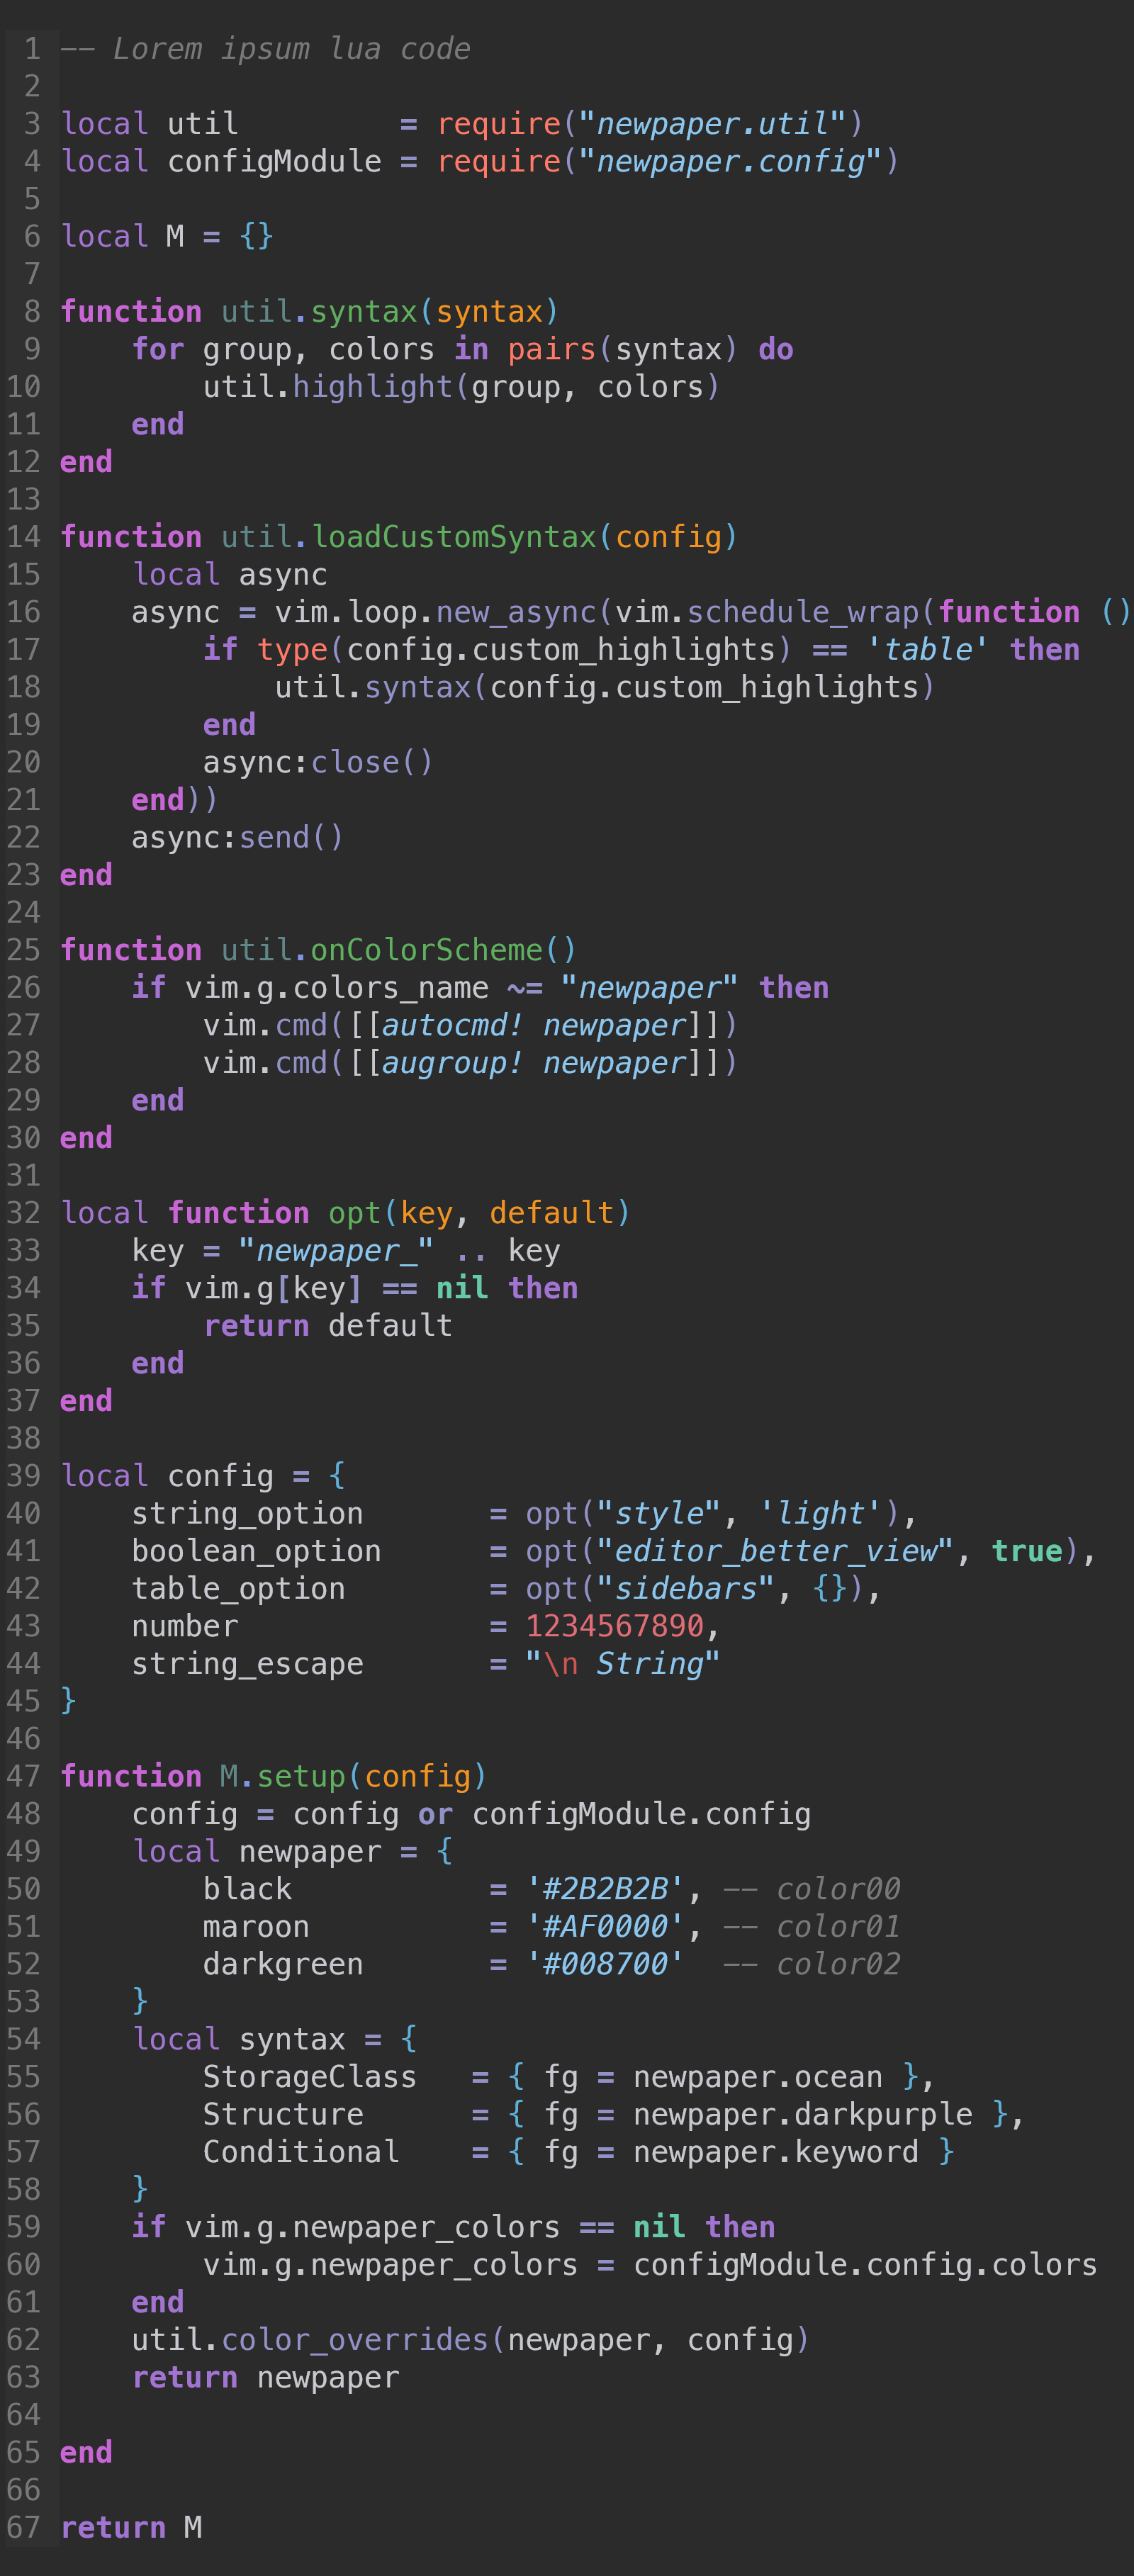 1 -- Lorem ipsum lua code
2
3 local util         = require("newpaper.util")
4 local configModule = require("newpaper.config")
5
6 local M = {}
7
8 function util.syntax(syntax)
9     for group, colors in pairs(syntax) do
10         util.highlight(group, colors)
11     end
12 end
13
14 function util.loadCustomSyntax(config)
15     local async
16     async = vim.loop.new_async(vim.schedule_wrap(function ()
17         if type(config.custom_highlights) == 'table' then
18             util.syntax(config.custom_highlights)
19         end
20         async:close()
21     end))
22     async:send()
23 end
24
25 function util.onColorScheme()
26     if vim.g.colors_name ~= "newpaper" then
27         vim.cmd([[autocmd! newpaper]])
28         vim.cmd([[augroup! newpaper]])
29     end
30 end
31
32 local function opt(key, default)
33     key = "newpaper_" .. key
34     if vim.g[key] == nil then
35         return default
36     end
37 end
38
39 local config = {
40     string_option       = opt("style", 'light'),
41     boolean_option      = opt("editor_better_view", true),
42     table_option        = opt("sidebars", {}),
43     number              = 1234567890,
44     string_escape       = "\n String"
45 }
46
47 function M.setup(config)
48     config = config or configModule.config
49     local newpaper = {
50         black           = '#2B2B2B', -- color00
51         maroon          = '#AF0000', -- color01
52         darkgreen       = '#008700'  -- color02
53     }
54     local syntax = {
55         StorageClass   = { fg = newpaper.ocean },
56         Structure      = { fg = newpaper.darkpurple },
57         Conditional    = { fg = newpaper.keyword }
58     }
59     if vim.g.newpaper_colors == nil then
60         vim.g.newpaper_colors = configModule.config.colors
61     end
62     util.color_overrides(newpaper, config)
63     return newpaper
64
65 end
66
67 return M